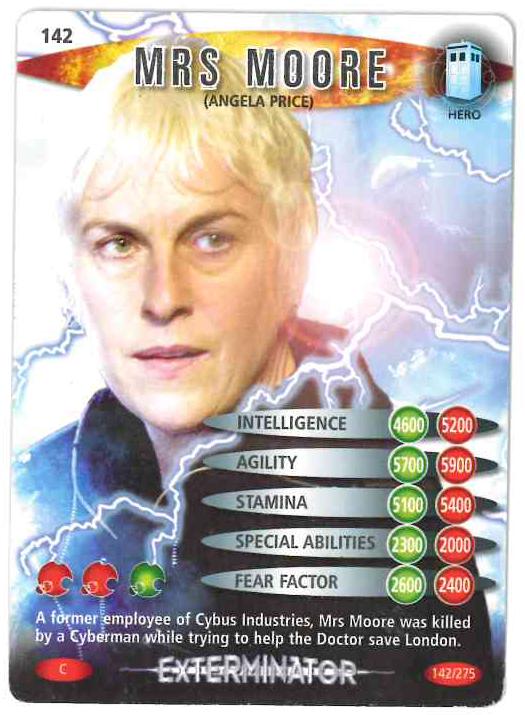 142
MRS MOORE
(ANGELA PRICE)
HERO
INTELLIGENCE 4600 5200
AGILITY 5700 5900
STAMINA 5100 5400
SPECIAL ABILITIES 2300 2000
FEAR FACTOR 2600 2400
A former employee of Cybus Industries, Mrs Moore was killed
by a Cyberman while trying to help the Doctor save London.
C EXTERMINATOR 142/275